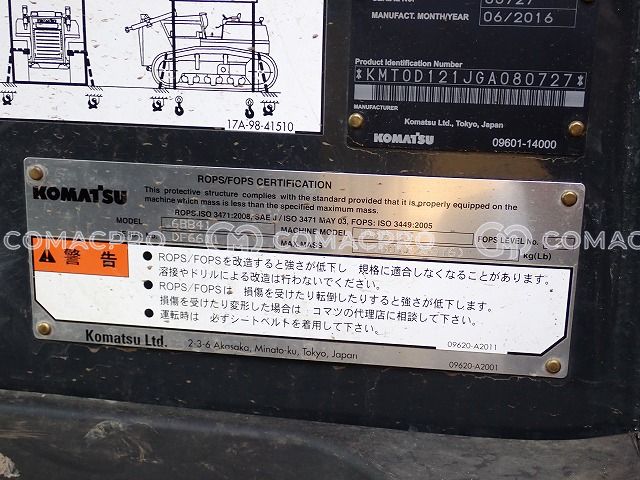 MANUFACT. MONTH/YEAR 06/2016
Product Identification Number
*KMT0D121JGA080727*
MANUFACTURER
Komatsu Ltd., Tokyo, Japan
KOMATSU 09601-14000
17A-98-41510
KOMATSU
ROPS/FOPS CERTIFICATION
This protective structure complies with the standard provided that it is properly equipped on the
machine which mass is less than the specified maximum mass.
ROPS:ISO 3471:2008, SAE J/ISO 3471 MAY 03, FOPS: ISO 3449:2005
MODEL MACHINE MODEL FOPS LEVEL No.
MAX.MASS kg(Lb)
COMACPRO COMACPRO COMACPRO
警告
● ROPS/FOPSを改造すると強さが低下し 規格に適合しなくなることがあります。
溶接やドリルによる改造は行わないでください。
● ROPS/FOPSは 損傷を受けたり転倒したりすると強さが低下します。
損傷を受けたり変形した場合は コマツの代理店に相談して下さい。
● 運転時は 必ずシートベルトを着用して下さい。
09620-A2011
Komatsu Ltd. 2-3-6 Akasaka, Minato-ku, Tokyo, Japan
09620-A2001